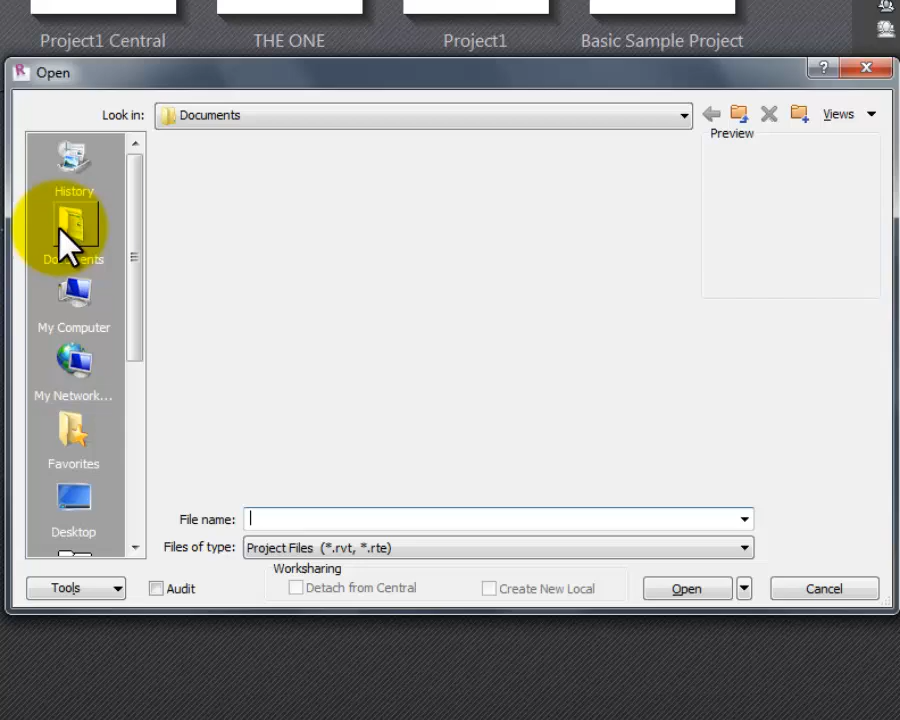 Project1 Central THE ONE Project1 Basic Sample Project
Open
?
Look in: Documents Views
Preview
History
Documents
My Computer
My Network...
Favorites
Desktop
File name:
Files of type: Project Files (*.rvt, *.rte)
Worksharing
Tools Audit Detach from Central Create New Local Open Cancel